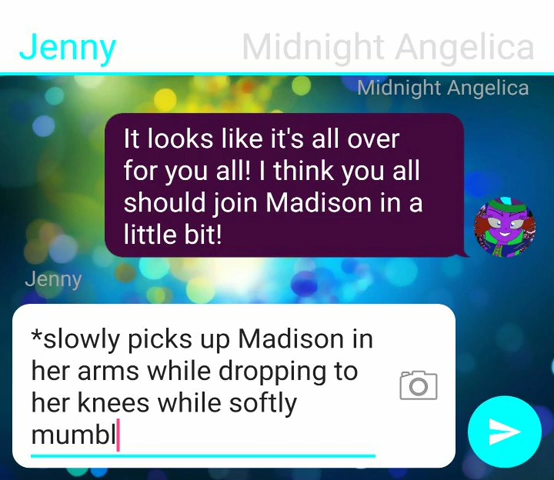 Jenny Midnight Angelica
Midnight Angelica
It looks like it's all over
for you all! I think you all
should join Madison in a
little bit!
Jenny
*slowly picks up Madison in
her arms while dropping to
her knees while softly
mumbl